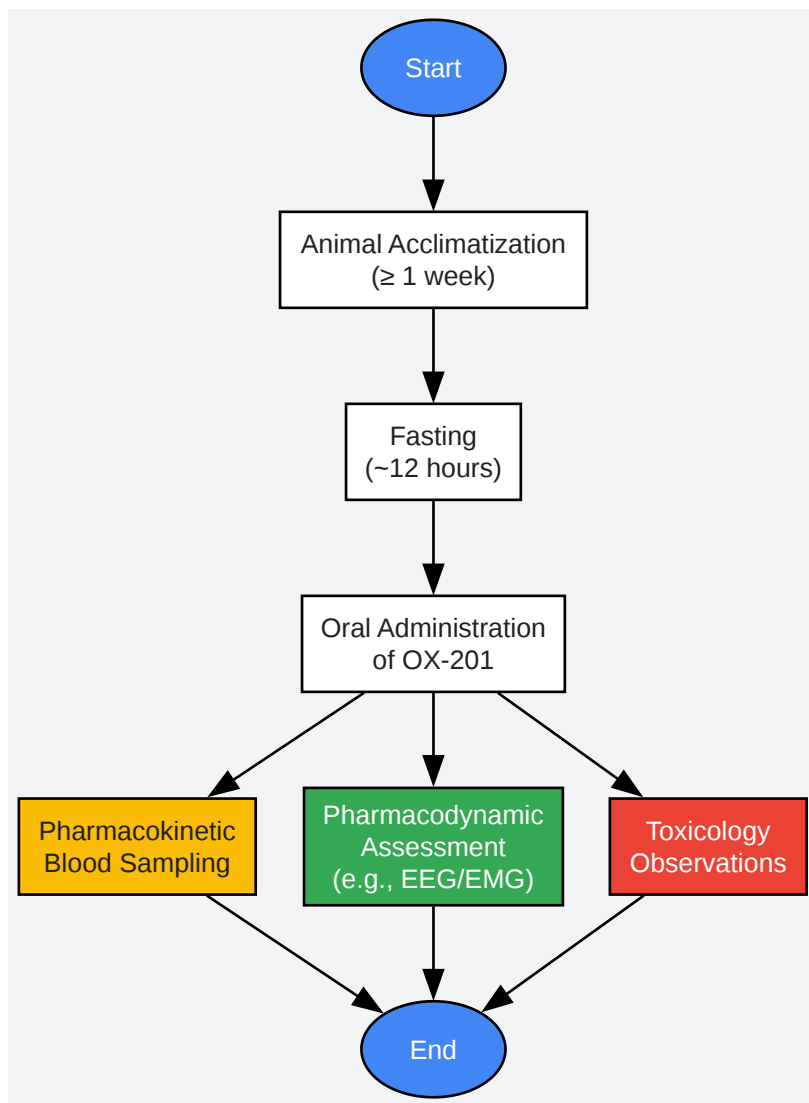 Start
Animal Acclimatization
(≥ 1 week)
Fasting
(~12 hours)
Oral Administration
of OX-201
Pharmacokinetic
Blood Sampling
Pharmacodynamic
Assessment
(e.g., EEG/EMG)
Toxicology
Observations
End